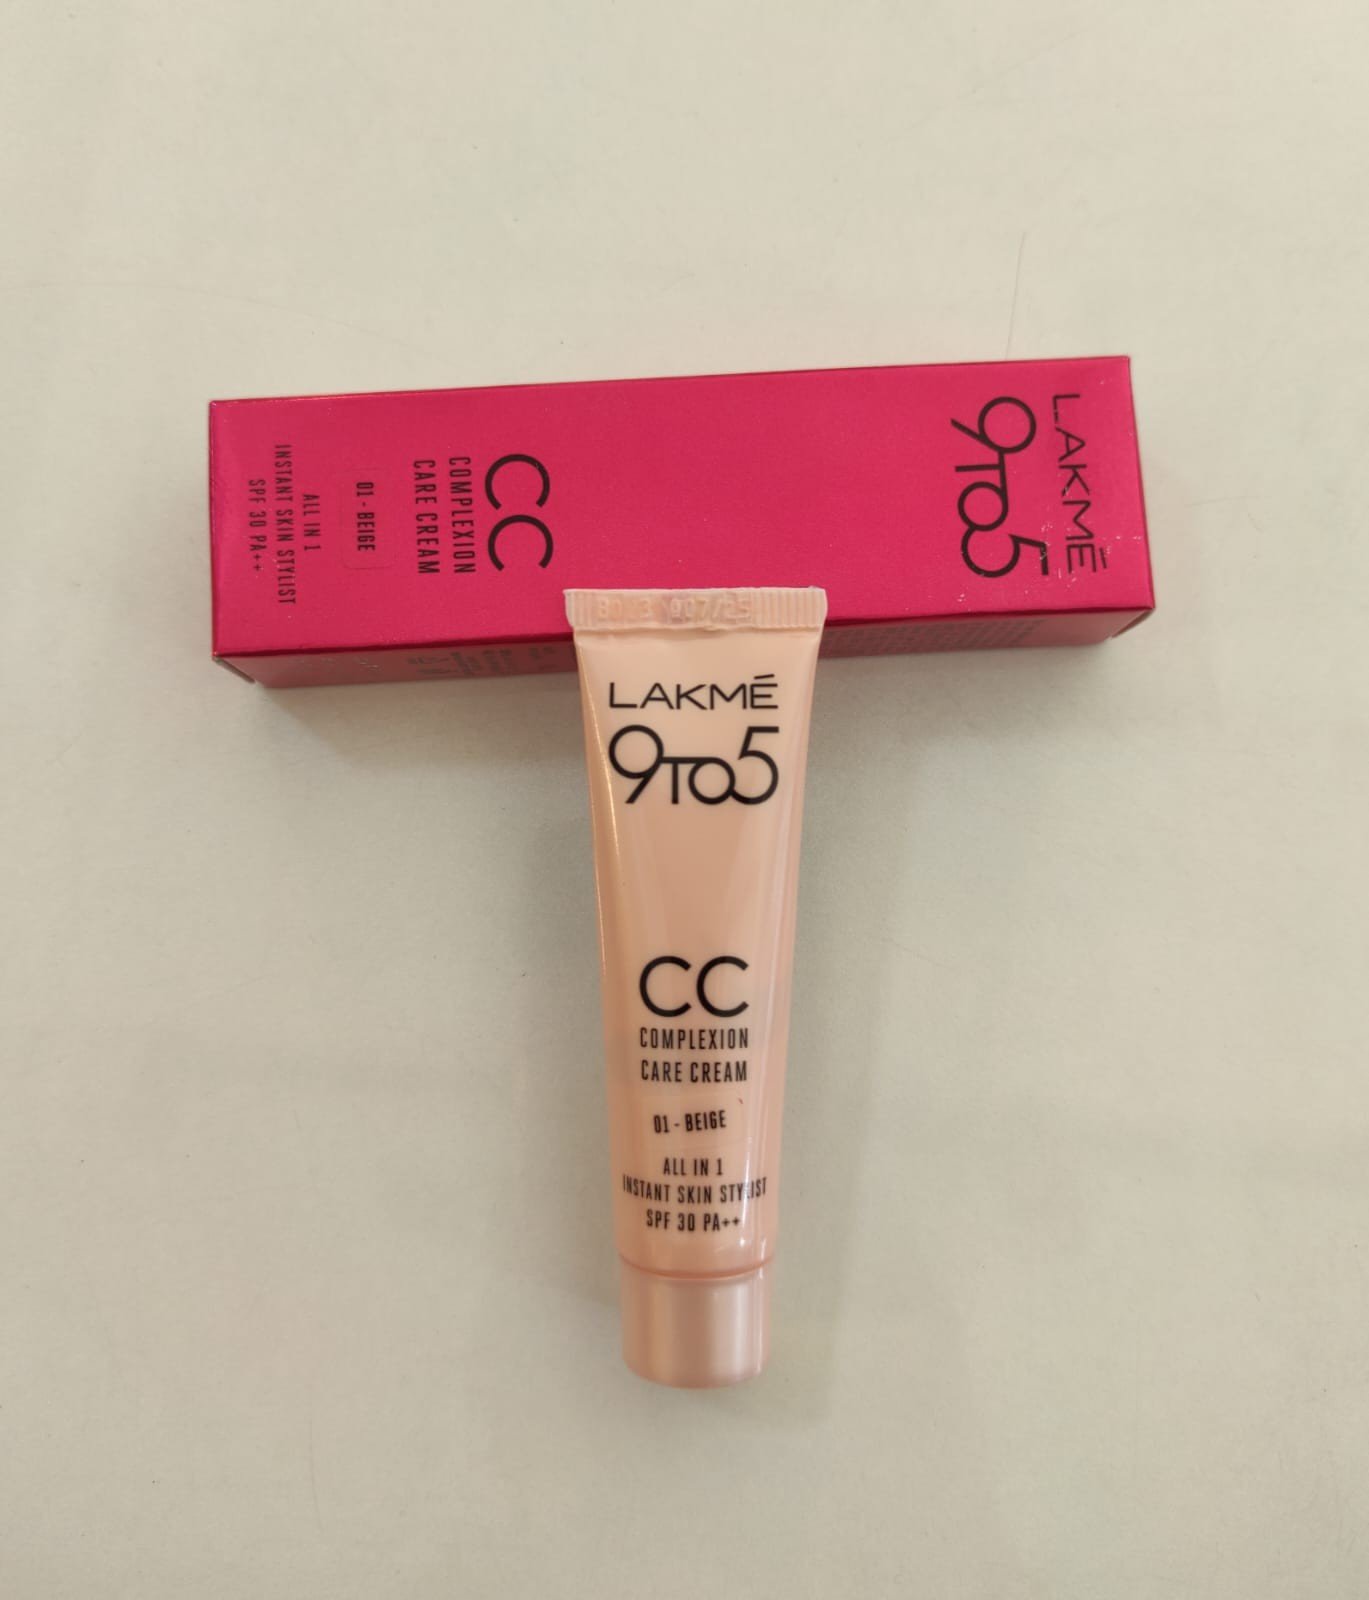 LAKMÉ
9TO5
CC
COMPLEXION
CARE CREAM
01 - BEIGE
ALL IN 1
INSTANT SKIN STYLIST
SPF 30 PA++
LAKMÉ
9TO5
CC
COMPLEXION
CARE CREAM
01 - BEIGE
ALL IN 1
INSTANT SKIN STYLIST
SPF 30 PA++